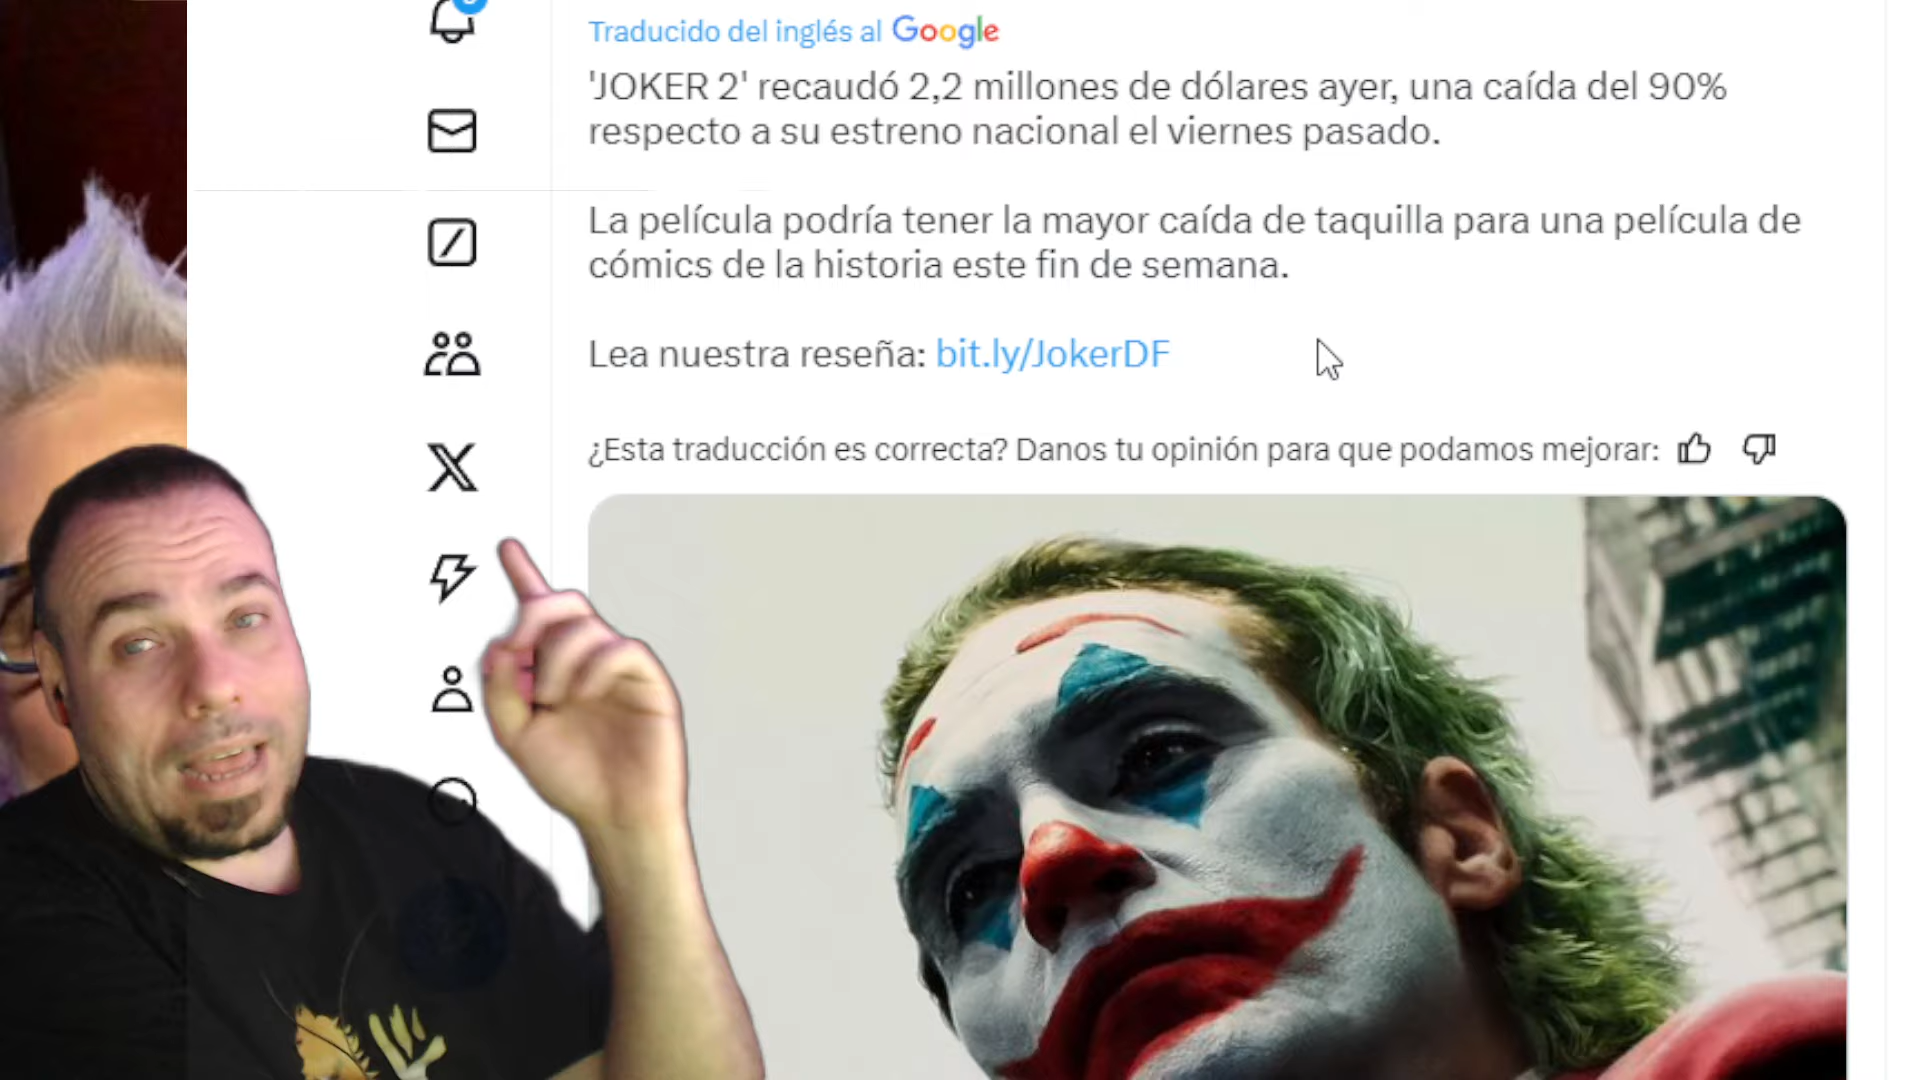 Traducido del inglés al Google
'JOKER 2' recaudó 2,2 millones de dólares ayer, una caída del 90%
respecto a su estreno nacional el viernes pasado.
La película podría tener la mayor caída de taquilla para una película de
cómics de la historia este fin de semana.
Lea nuestra reseña: bit.ly/JokerDF
¿Esta traducción es correcta? Danos tu opinión para que podamos mejorar: